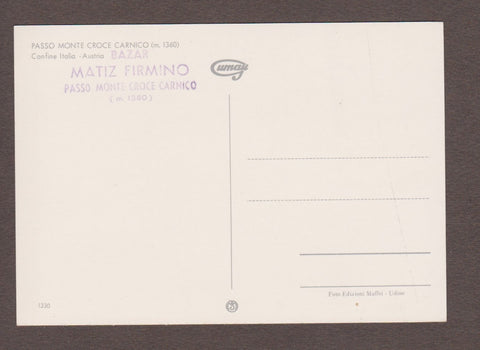 PASSO MONTE CROCE CARNICO (m. 1360)
Confine Italia - Austria
BAZAR
MATIZ FIRMINO
PASSO MONTE CROCE CARNICO
(m. 1360)
Foto Edizioni Maffei - Udine
1330